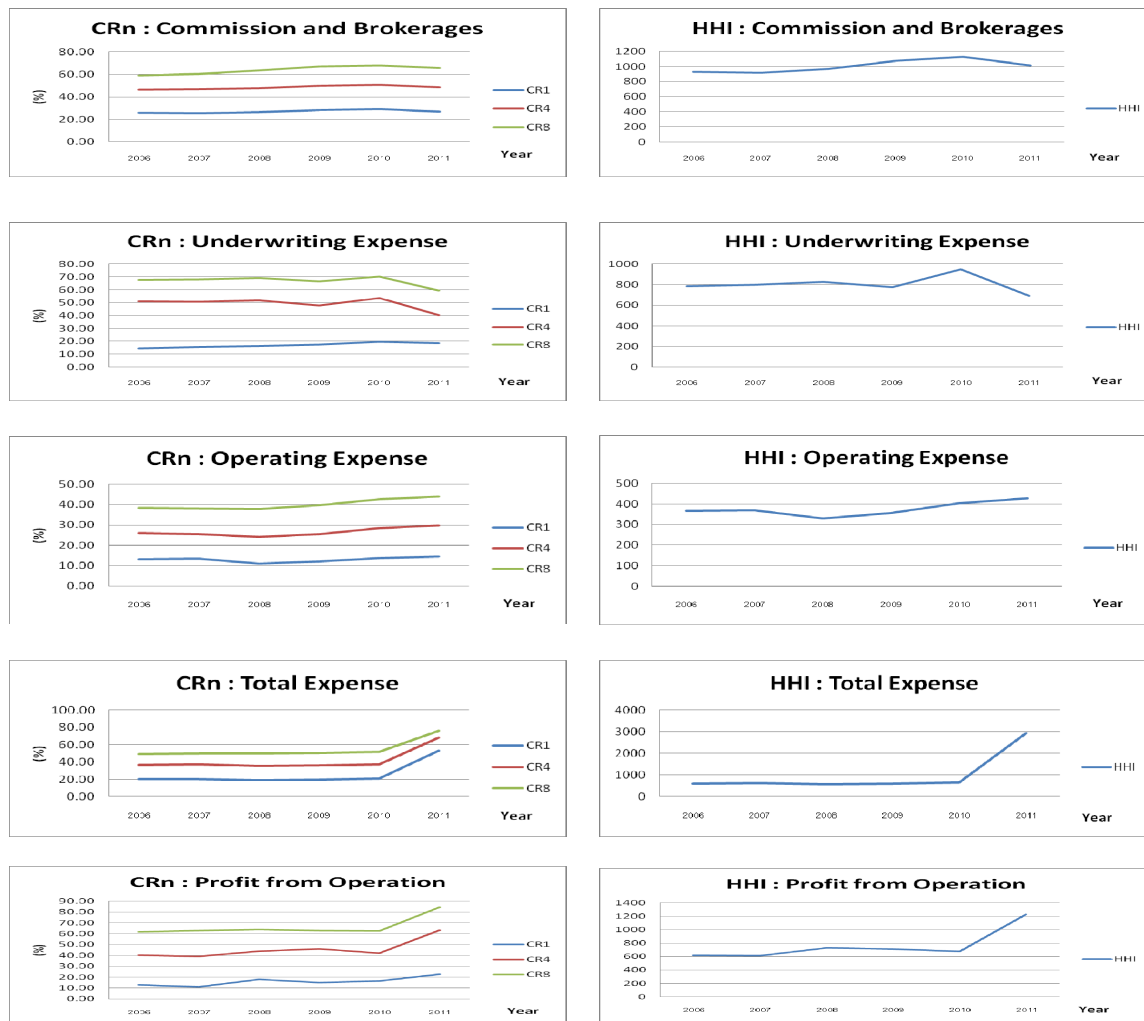 CRn : Commission and Brokerages
80.00
60.00
40.00
20.00
0.00
(%)
2006 2007 2008 2009 2010 2011
Year
CR1
CR4
CR8
HHI : Commission and Brokerages
1200
1000
800
600
400
200
0
2006 2007 2008 2009 2010 2011
Year
HHI
CRn : Underwriting Expense
80.00
70.00
60.00
50.00
40.00
30.00
20.00
10.00
0.00
(%)
2006 2007 2008 2009 2010 2011
Year
CR1
CR4
CR8
HHI : Underwriting Expense
1000
800
600
400
200
0
2006 2007 2008 2009 2010 2011
Year
HHI
CRn : Operating Expense
50.00
40.00
30.00
20.00
10.00
0.00
(%)
2006 2007 2008 2009 2010 2011
Year
CR1
CR4
CR8
HHI : Operating Expense
500
400
300
200
100
0
2006 2007 2008 2009 2010 2011
Year
HHI
CRn : Total Expense
100.00
80.00
60.00
40.00
20.00
0.00
(%)
2006 2007 2008 2009 2010 2011
Year
CR1
CR4
CR8
HHI : Total Expense
4000
3000
2000
1000
0
2006 2007 2008 2009 2010 2011
Year
HHI
CRn : Profit from Operation
90.00
80.00
70.00
60.00
50.00
40.00
30.00
20.00
10.00
0.00
(%)
2006 2007 2008 2009 2010 2011
Year
CR1
CR4
CR8
HHI : Profit from Operation
1400
1200
1000
800
600
400
200
0
2006 2007 2008 2009 2010 2011
Year
HHI